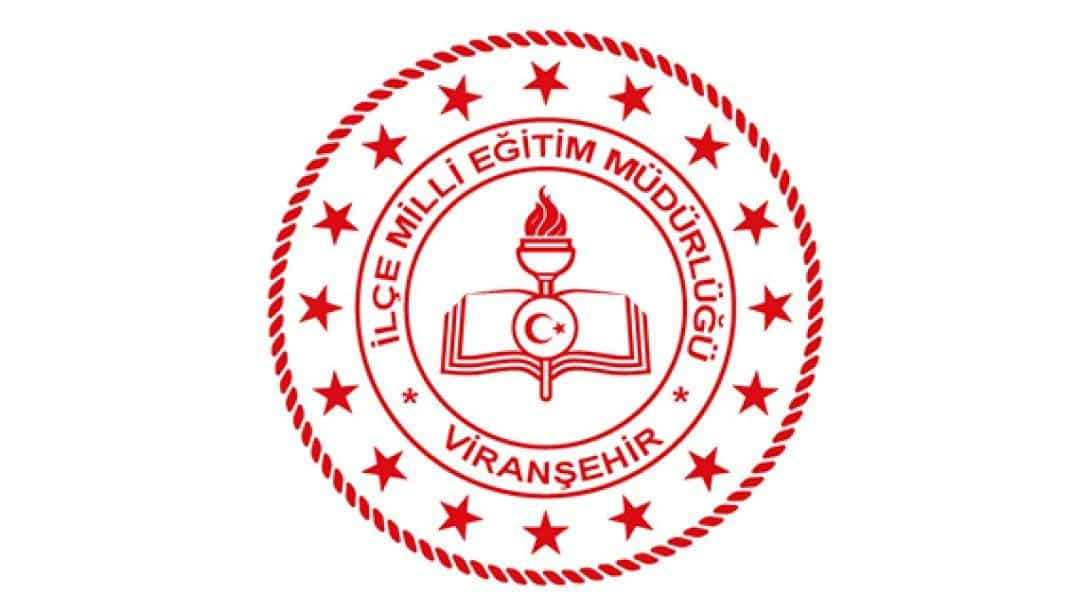 İLÇE MİLLİ EĞİTİM MÜDÜRLÜĞÜ
* VİRANŞEHİR *